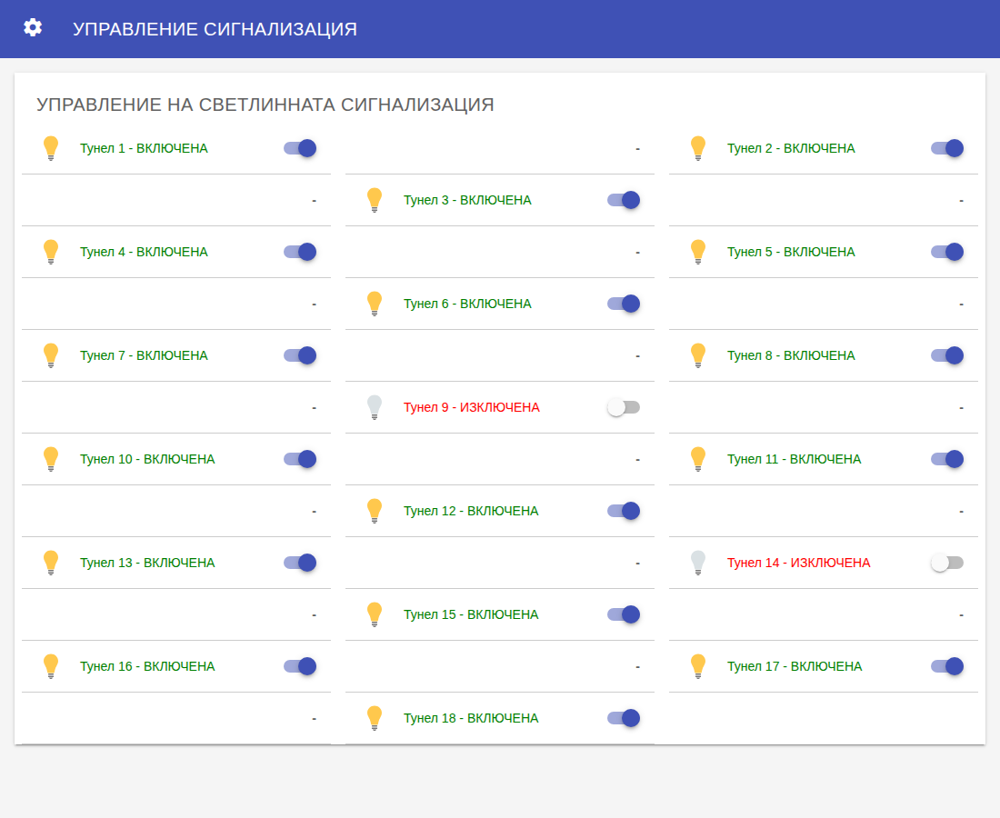 УПРАВЛЕНИЕ СИГНАЛИЗАЦИЯ
УПРАВЛЕНИЕ НА СВЕТЛИННАТА СИГНАЛИЗАЦИЯ
Тунел 1 - ВКЛЮЧЕНА - Тунел 2 - ВКЛЮЧЕНА
- Тунел 3 - ВКЛЮЧЕНА -
Тунел 4 - ВКЛЮЧЕНА - Тунел 5 - ВКЛЮЧЕНА
- Тунел 6 - ВКЛЮЧЕНА -
Тунел 7 - ВКЛЮЧЕНА - Тунел 8 - ВКЛЮЧЕНА
- Тунел 9 - ИЗКЛЮЧЕНА -
Тунел 10 - ВКЛЮЧЕНА - Тунел 11 - ВКЛЮЧЕНА
- Тунел 12 - ВКЛЮЧЕНА -
Тунел 13 - ВКЛЮЧЕНА - Тунел 14 - ИЗКЛЮЧЕНА
- Тунел 15 - ВКЛЮЧЕНА -
Тунел 16 - ВКЛЮЧЕНА - Тунел 17 - ВКЛЮЧЕНА
- Тунел 18 - ВКЛЮЧЕНА